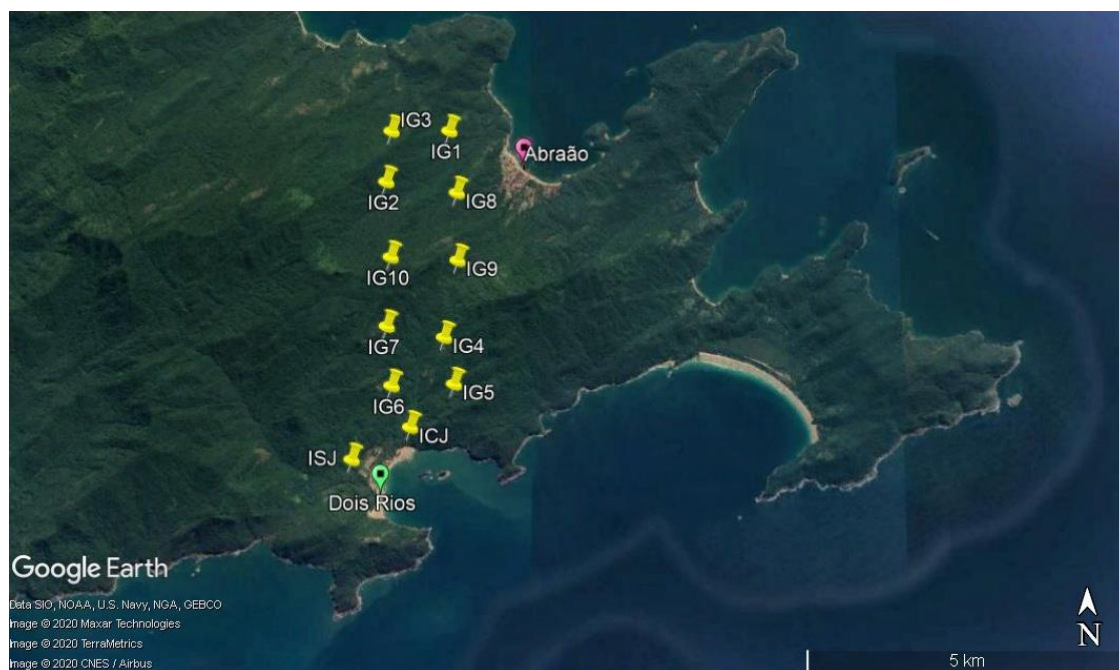 IG3
IG1
Abraão
IG2
IG8
IG10
IG9
IG7
IG4
IG6
IG5
ICJ
ISJ
Dois Rios
Google Earth
Data SIO, NOAA, U.S. Navy, NGA, GEBCO
Image © 2020 Maxar Technologies
Image © 2020 TerraMetrics
Image © 2020 CNES / Airbus
N
5 km